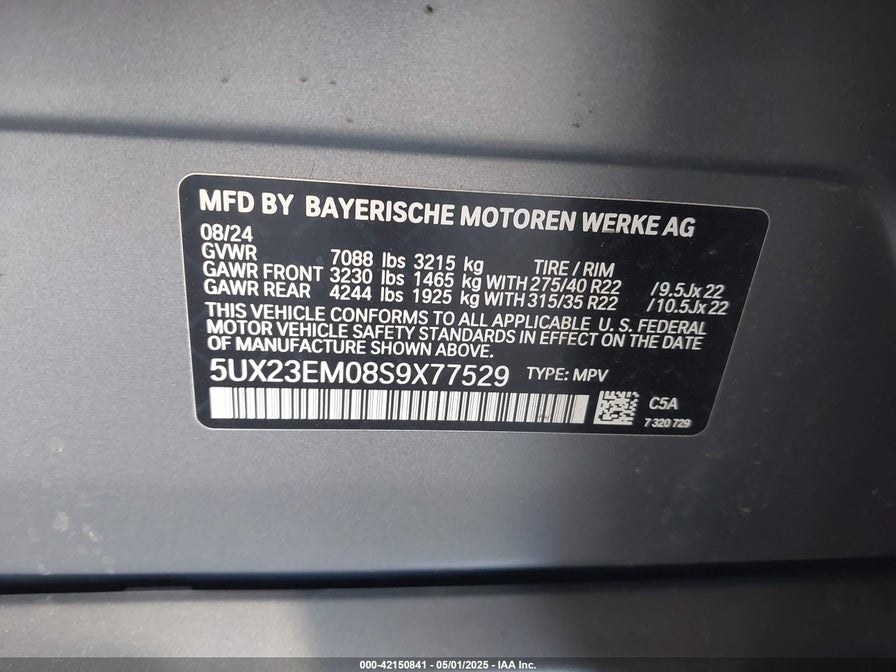 MFD BY BAYERISCHE MOTOREN WERKE AG
08/24
GVWR 7088 lbs 3215 kg TIRE / RIM
GAWR FRONT 3230 lbs 1465 kg WITH 275/40 R22 /9.5Jx22
GAWR REAR 4244 lbs 1925 kg WITH 315/35 R22 /10.5Jx22
THIS VEHICLE CONFORMS TO ALL APPLICABLE U. S. FEDERAL
MOTOR VEHICLE SAFETY STANDARDS IN EFFECT ON THE DATE
OF MANUFACTURE SHOWN ABOVE.
5UX23EM08S9X77529 TYPE: MPV
C5A
7 320 729
000-42150841 / 05/01/2025 - IAA Inc.